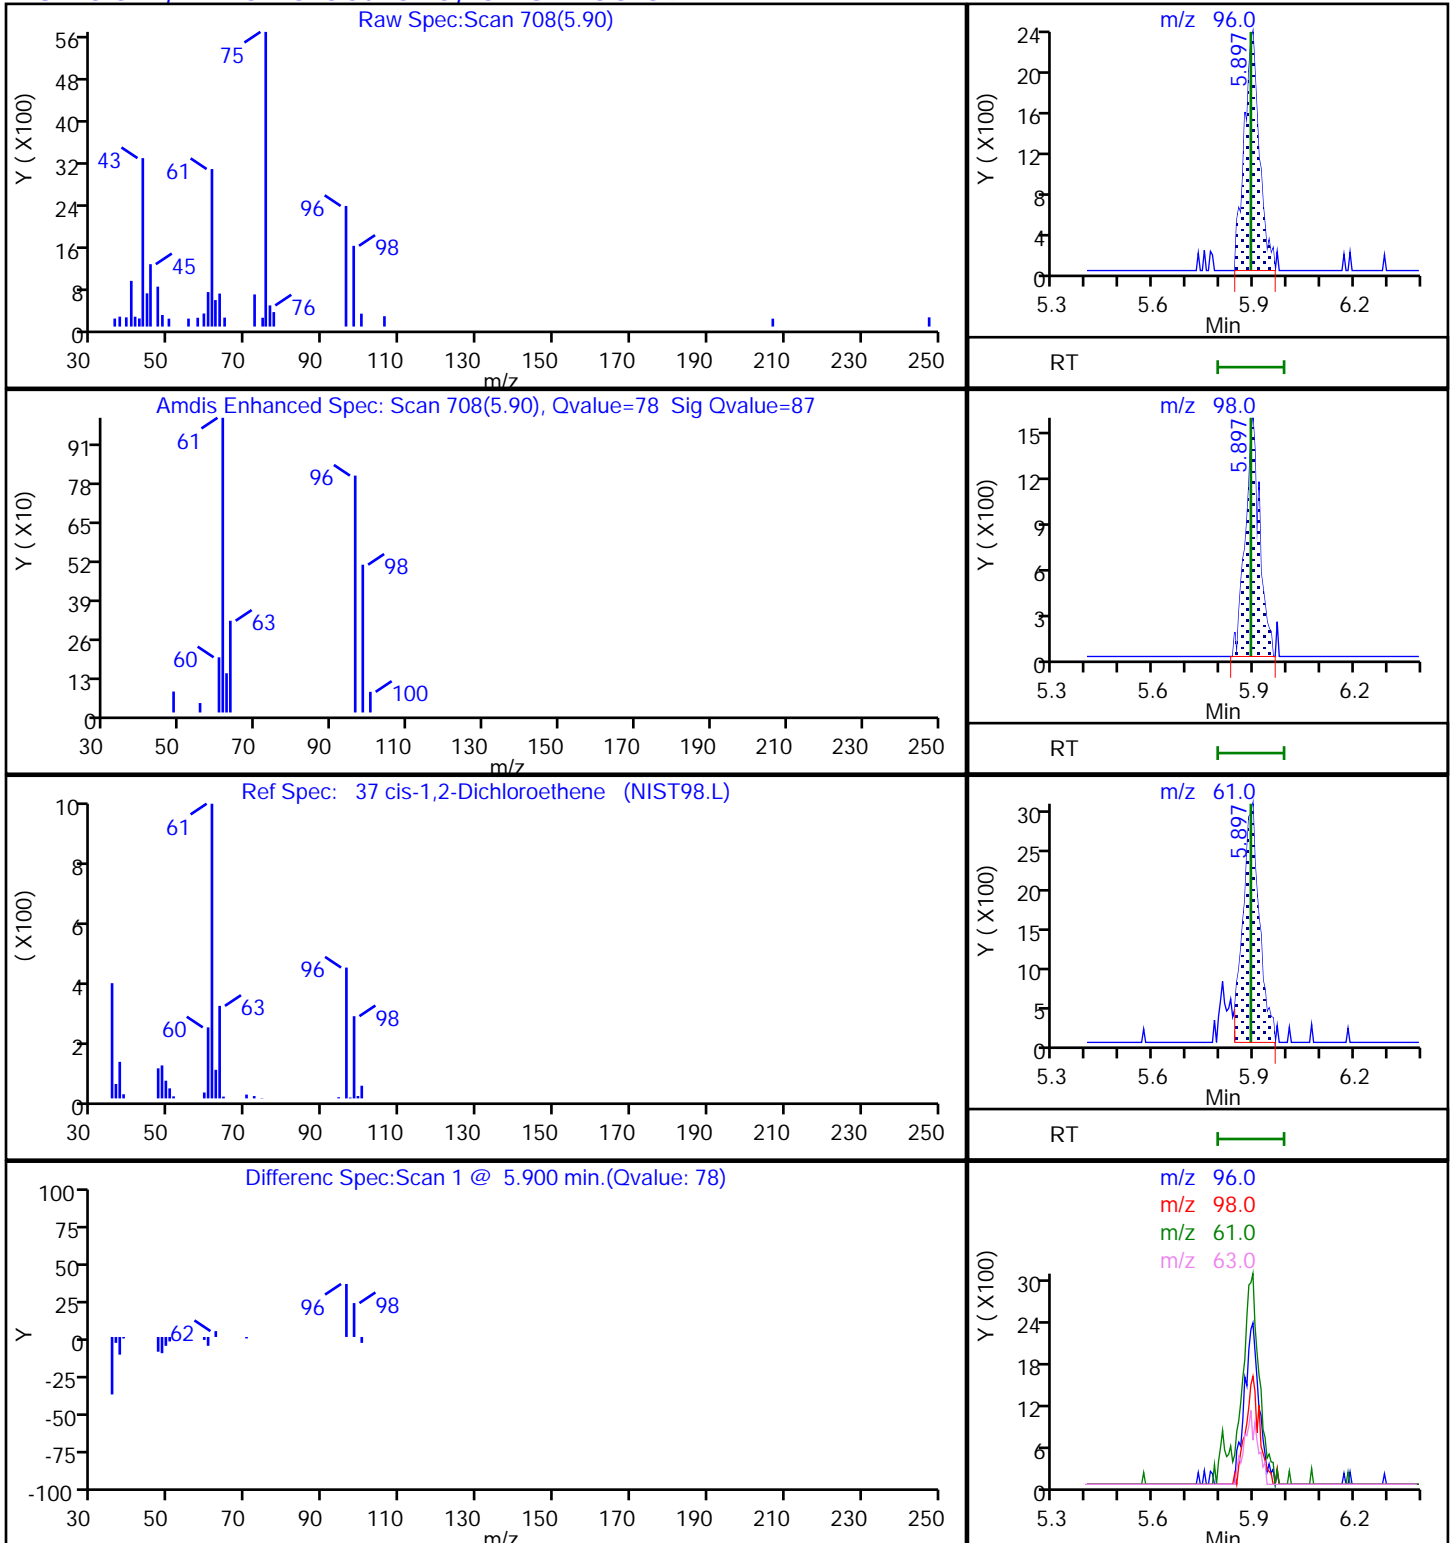 Raw Spec:Scan 708(5.90)
Y ( X100)
56
48
40
32
24
16
8
0
75
43
61
96
98
45
76
30 50 70 90 110 130 150 170 190 210 230 250
m/z
m/z 96.0
Y ( X100)
24
20
16
12
8
4
0
5.897
5.3 5.6 5.9 6.2
Min
RT
Amdis Enhanced Spec: Scan 708(5.90), Qvalue=78 Sig Qvalue=87
Y ( X10)
91
78
65
52
39
26
13
0
61
96
98
63
60
100
30 50 70 90 110 130 150 170 190 210 230 250
m/z
m/z 98.0
Y ( X100)
15
12
9
6
3
0
5.897
5.3 5.6 5.9 6.2
Min
RT
Ref Spec: 37 cis-1,2-Dichloroethene (NIST98.L)
( X100)
10
8
6
4
2
0
61
96
63
98
60
30 50 70 90 110 130 150 170 190 210 230 250
m/z 61.0
Y ( X100)
30
25
20
15
10
5
0
5.897
5.3 5.6 5.9 6.2
Min
RT
Differenc Spec:Scan 1 @ 5.900 min.(Qvalue: 78)
Y
100
75
50
25
0
-25
-50
-75
-100
96
98
62
30 50 70 90 110 130 150 170 190 210 230 250
m/z
m/z 96.0
m/z 98.0
m/z 61.0
m/z 63.0
Y ( X100)
30
24
18
12
6
0
5.3 5.6 5.9 6.2
Min